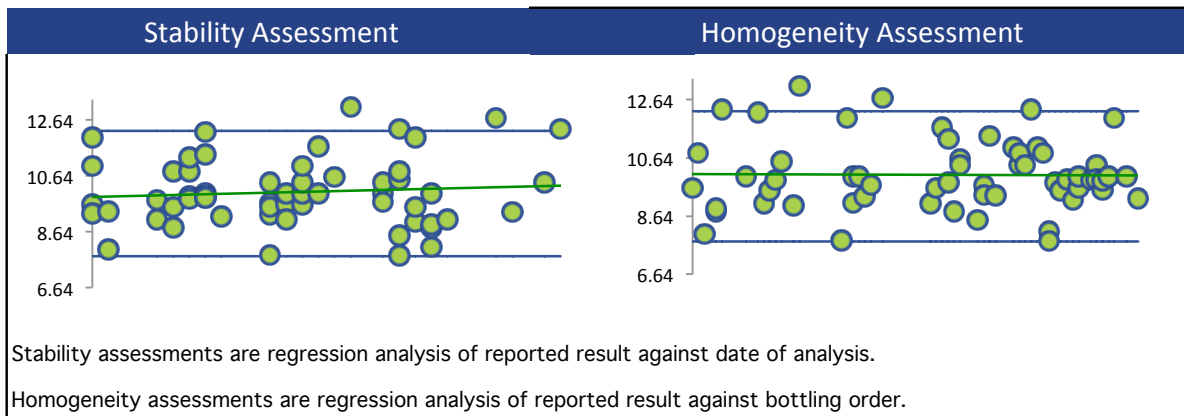 Stability Assessment
Homogeneity Assessment
12.64
10.64
8.64
6.64
12.64
10.64
8.64
6.64
Stability assessments are regression analysis of reported result against date of analysis.
Homogeneity assessments are regression analysis of reported result against bottling order.